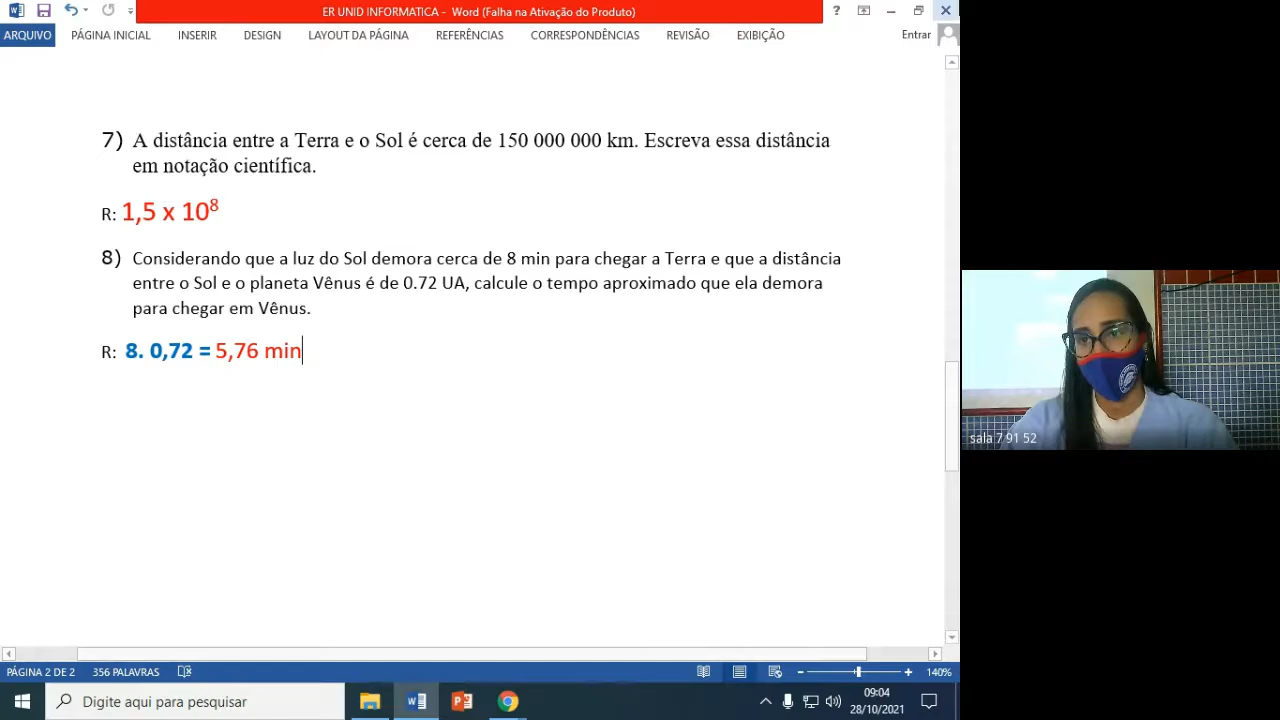 ER UNID INFORMATICA - Word (Falha na Ativação do Produto)
ARQUIVO PÁGINA INICIAL INSERIR DESIGN LAYOUT DA PÁGINA REFERÊNCIAS CORRESPONDÊNCIAS REVISÃO EXIBIÇÃO Entrar
7) A distância entre a Terra e o Sol é cerca de 150 000 000 km. Escreva essa distância
em notação científica.
R: 1,5 x 10⁸
8) Considerando que a luz do Sol demora cerca de 8 min para chegar a Terra e que a distância
entre o Sol e o planeta Vênus é de 0.72 UA, calcule o tempo aproximado que ela demora
para chegar em Vênus.
R: 8. 0,72 = 5,76 min
sala 7 91 52
PÁGINA 2 DE 2 356 PALAVRAS 140%
Digite aqui para pesquisar
09:04
28/10/2021